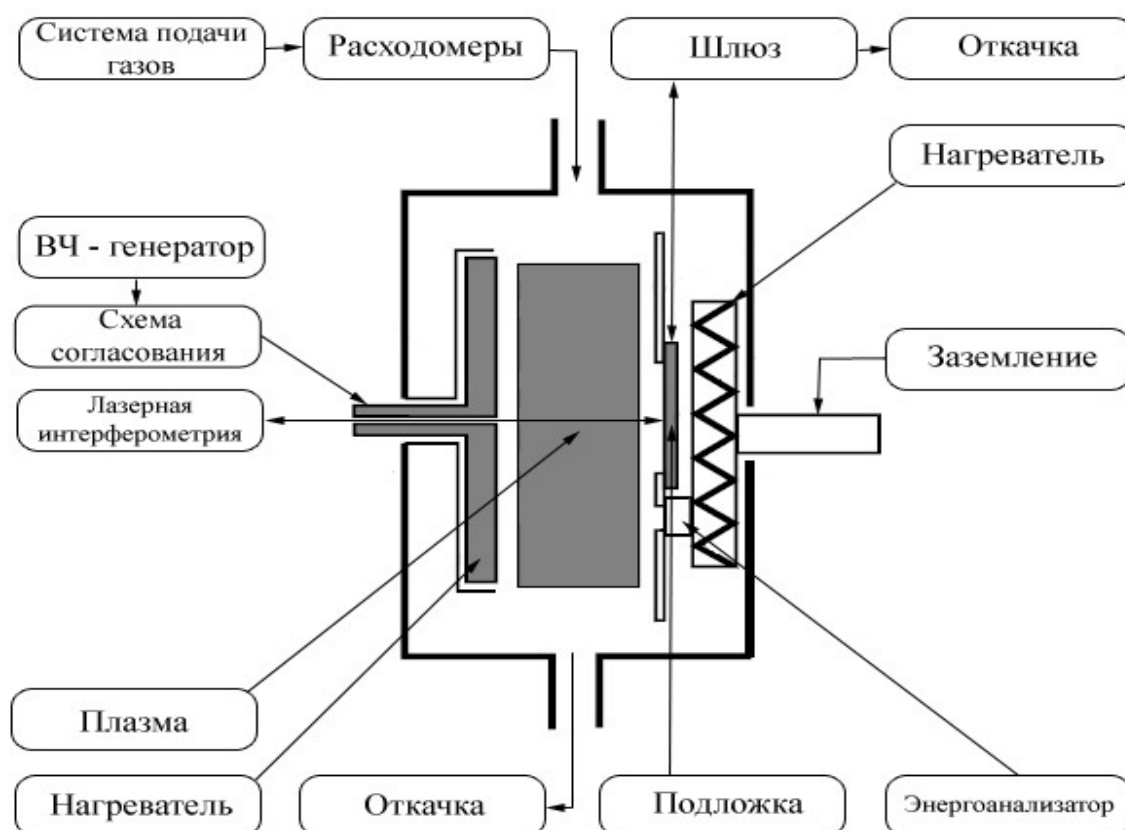 Система подачи
газов
Расходомеры
Шлюз
Откачка
Нагреватель
ВЧ - генератор
Схема
согласования
Заземление
Лазерная
интерферометрия
Плазма
Нагреватель
Откачка
Подложка
Энергоанализатор